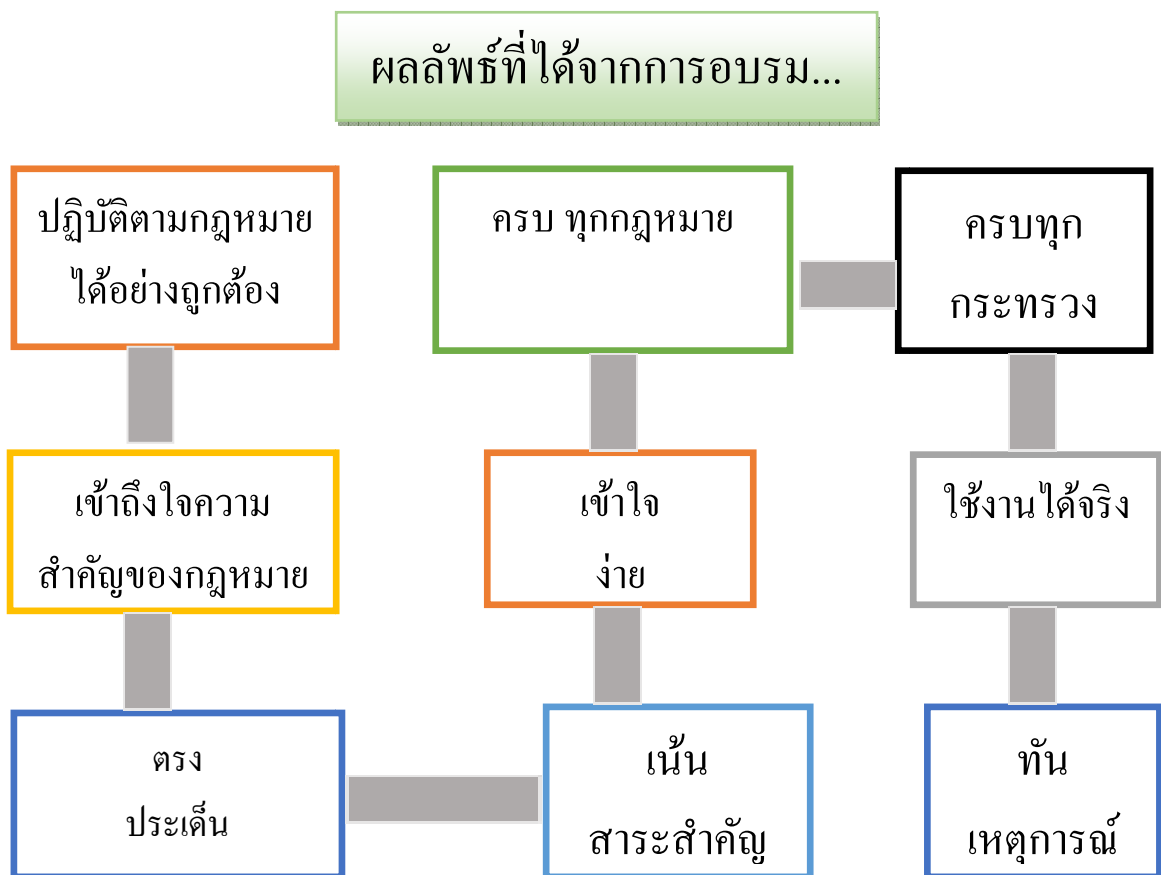 ผลลัพธ์ที่ได้จากการอบรม...
ปฏิบัติตามกฎหมาย
ได้อย่างถูกต้อง
ครบ ทุกกฎหมาย
ครบทุก
กระทรวง
เข้าถึงใจความ
สำคัญของกฎหมาย
เข้าใจ
ง่าย
ใช้งานได้จริง
ตรง
ประเด็น
เน้น
สาระสำคัญ
ทัน
เหตุการณ์